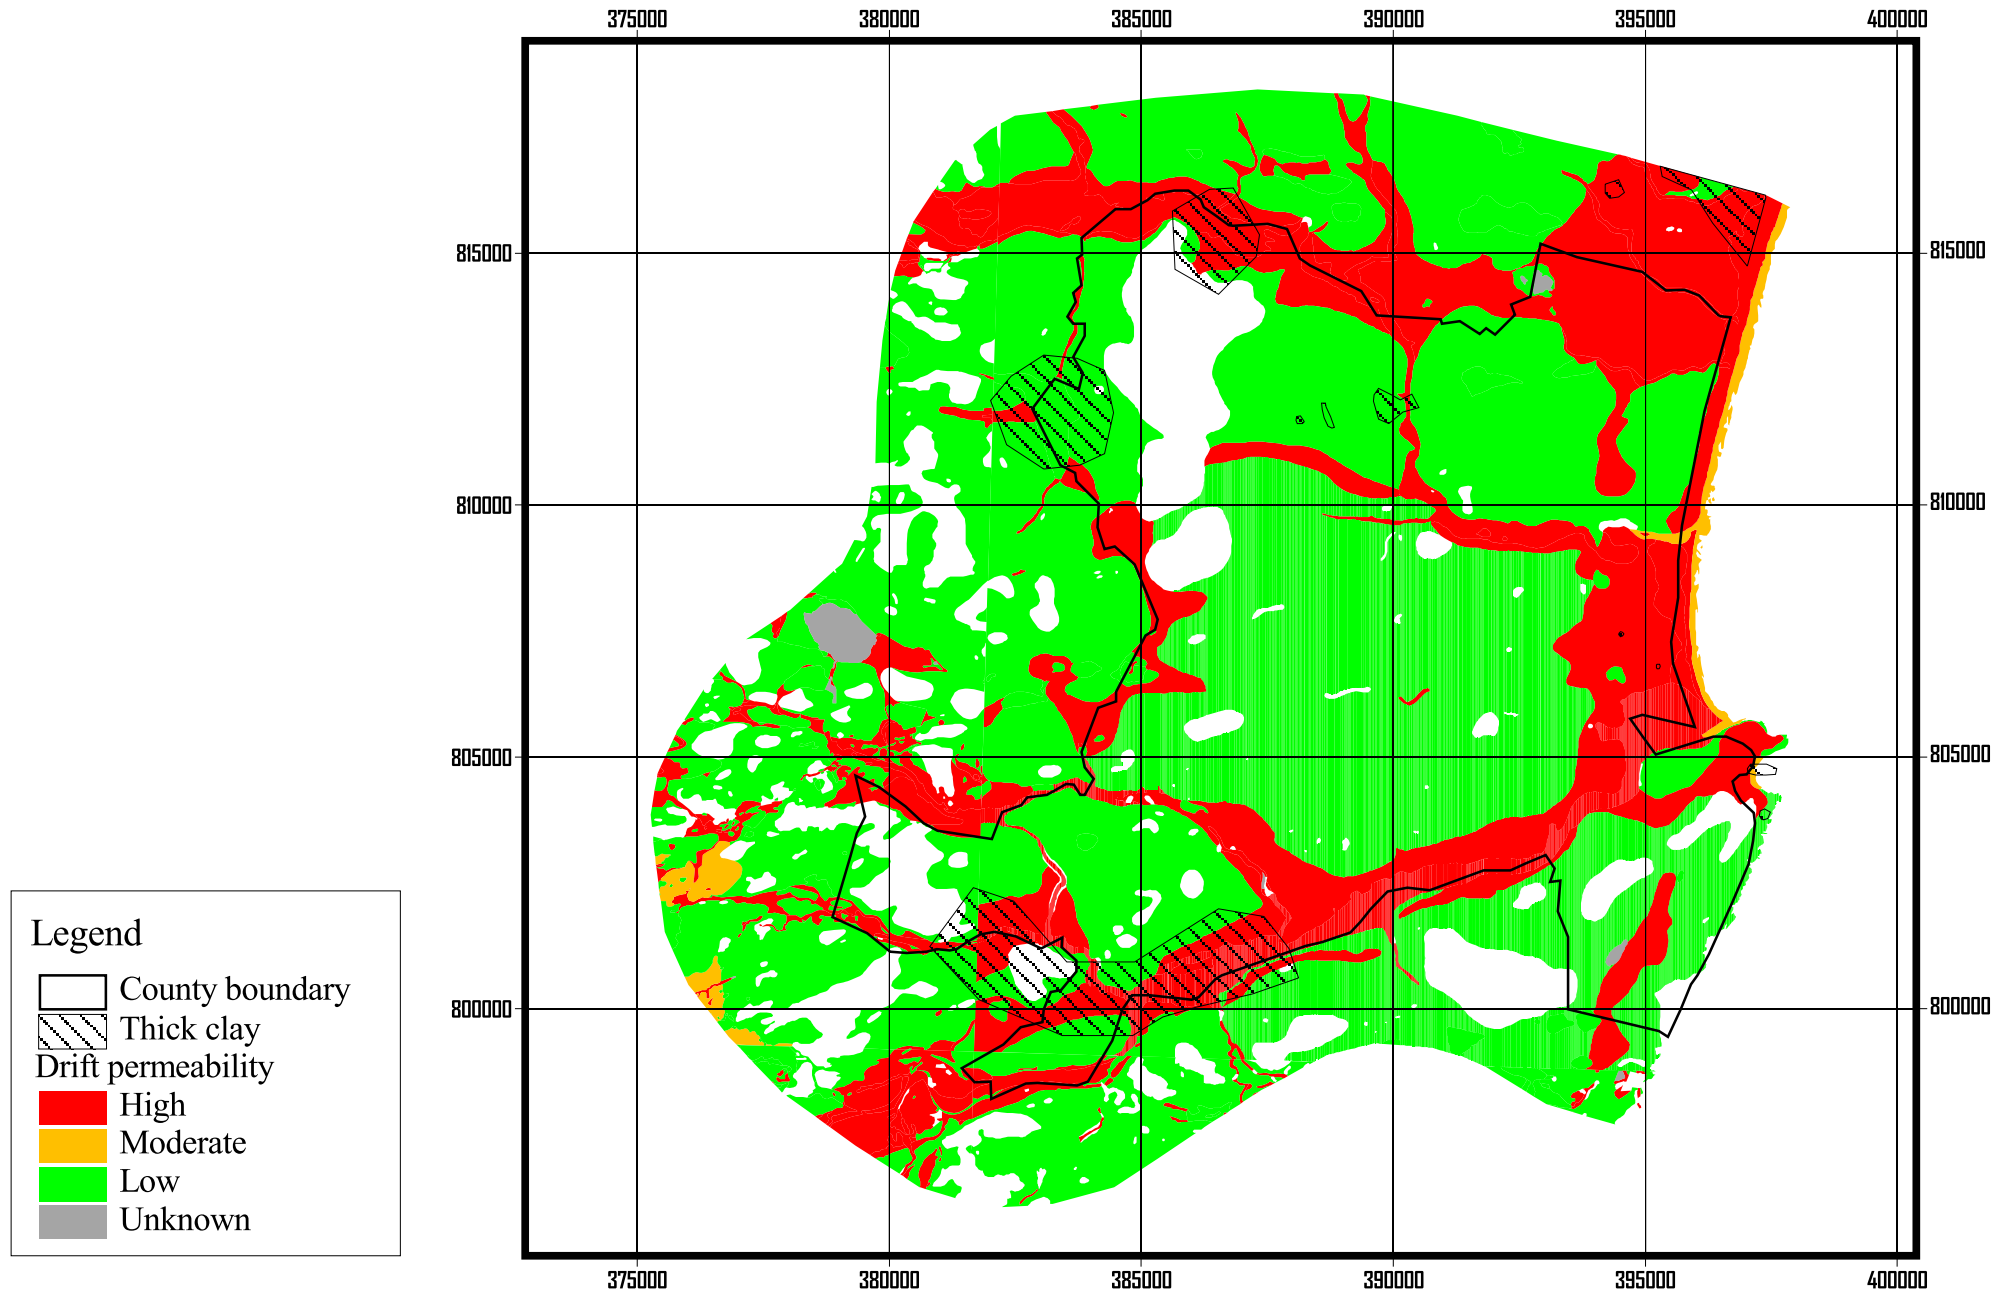 375000 380000 385000 390000 395000 400000
815000 815000
810000 810000
805000 805000
800000 800000
Legend
County boundary
Thick clay
Drift permeability
High
Moderate
Low
Unknown
375000 380000 385000 390000 395000 400000